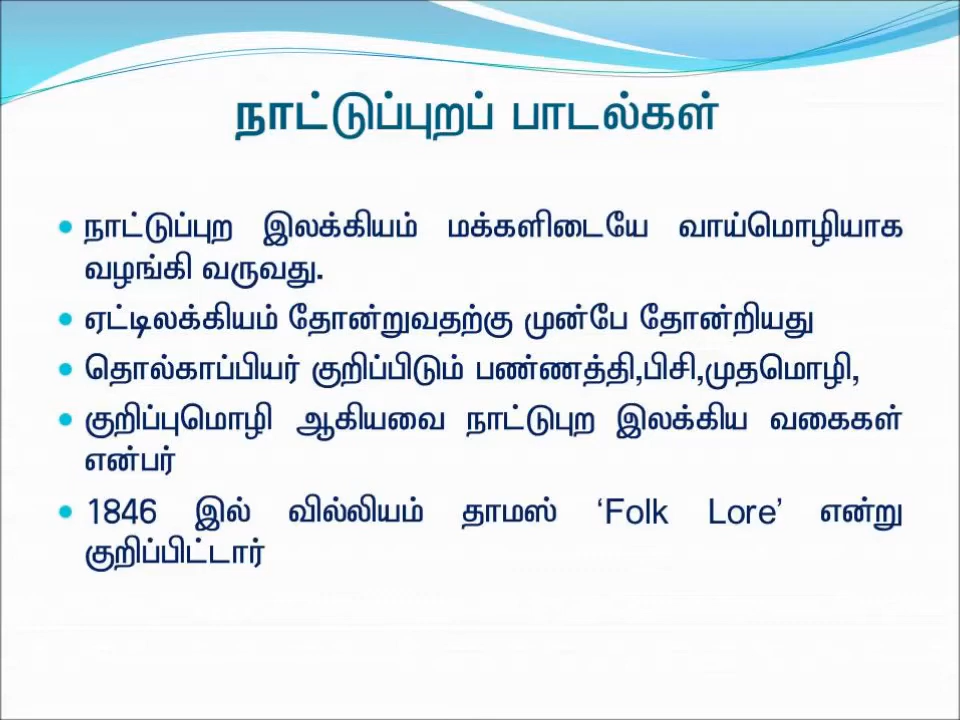 நாட்டுப்புறப் பாடல்கள்
நாட்டுப்புற இலக்கியம் மக்களிடையே வாய்மொழியாக
வழங்கி வருவது.
ஏட்டிலக்கியம் தோன்றுவதற்கு முன்பே தோன்றியது
தொல்காப்பியர் குறிப்பிடும் பண்ணத்தி,பிசி,முதமொழி,
குறிப்புமொழி ஆகியவை நாட்டுபுற இலக்கிய வகைகள்
என்பர்
1846 இல் வில்லியம் தாமஸ் ‘Folk Lore’ என்று
குறிப்பிட்டார்